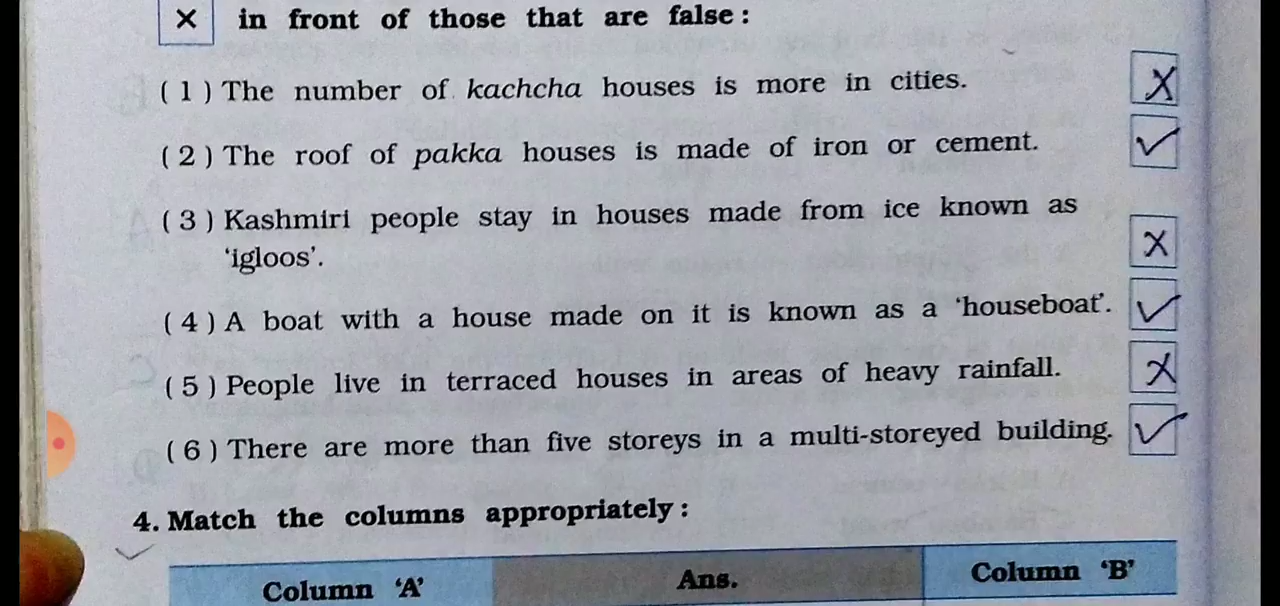 × in front of those that are false :
( 1 ) The number of kachcha houses is more in cities. X
( 2 ) The roof of pakka houses is made of iron or cement. ✓
( 3 ) Kashmiri people stay in houses made from ice known as
‘igloos’. X
( 4 ) A boat with a house made on it is known as a ‘houseboat’. ✓
( 5 ) People live in terraced houses in areas of heavy rainfall. X
( 6 ) There are more than five storeys in a multi-storeyed building. ✓
4. Match the columns appropriately :
Column ‘A’ Ans. Column ‘B’